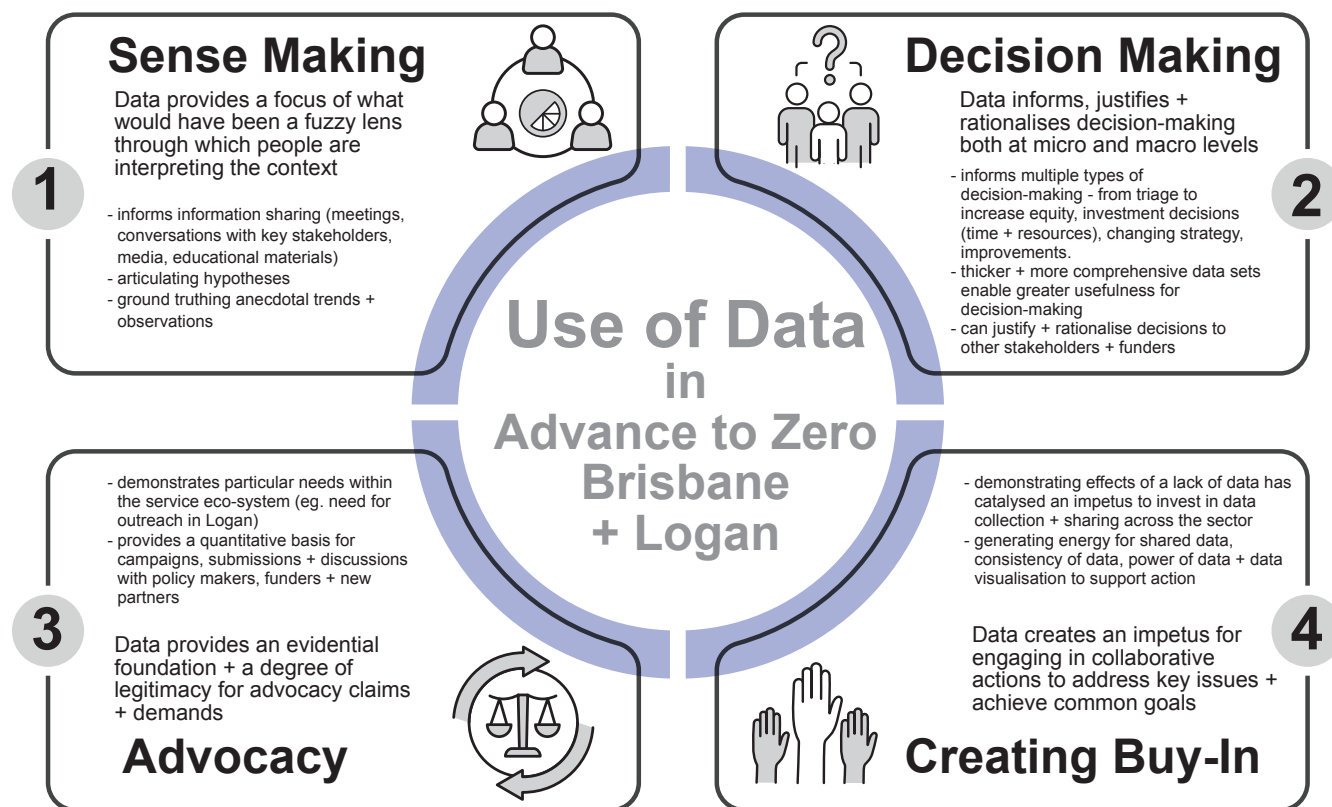 Sense Making
Data provides a focus of what
would have been a fuzzy lens
through which people are
interpreting the context
1
- informs information sharing (meetings,
conversations with key stakeholders,
media, educational materials)
- articulating hypotheses
- ground truthing anecdotal trends +
observations
?
Decision Making
Data informs, justifies +
rationalises decision-making
both at micro and macro levels
2
- informs multiple types of
decision-making - from triage to
increase equity, investment decisions
(time + resources), changing strategy,
improvements.
- thicker + more comprehensive data sets
enable greater usefulness for
decision-making
- can justify + rationalise decisions to
other stakeholders + funders
Use of Data
in
Advance to Zero
Brisbane
+ Logan
- demonstrates particular needs within
the service eco-system (eg. need for
outreach in Logan)
- provides a quantitative basis for
campaigns, submissions + discussions
with policy makers, funders + new
partners
3
Data provides an evidential
foundation + a degree of
legitimacy for advocacy claims
+ demands
Advocacy
- demonstrating effects of a lack of data has
catalysed an impetus to invest in data
collection + sharing across the sector
- generating energy for shared data,
consistency of data, power of data + data
visualisation to support action
4
Data creates an impetus for
engaging in collaborative
actions to address key issues +
achieve common goals
Creating Buy-In